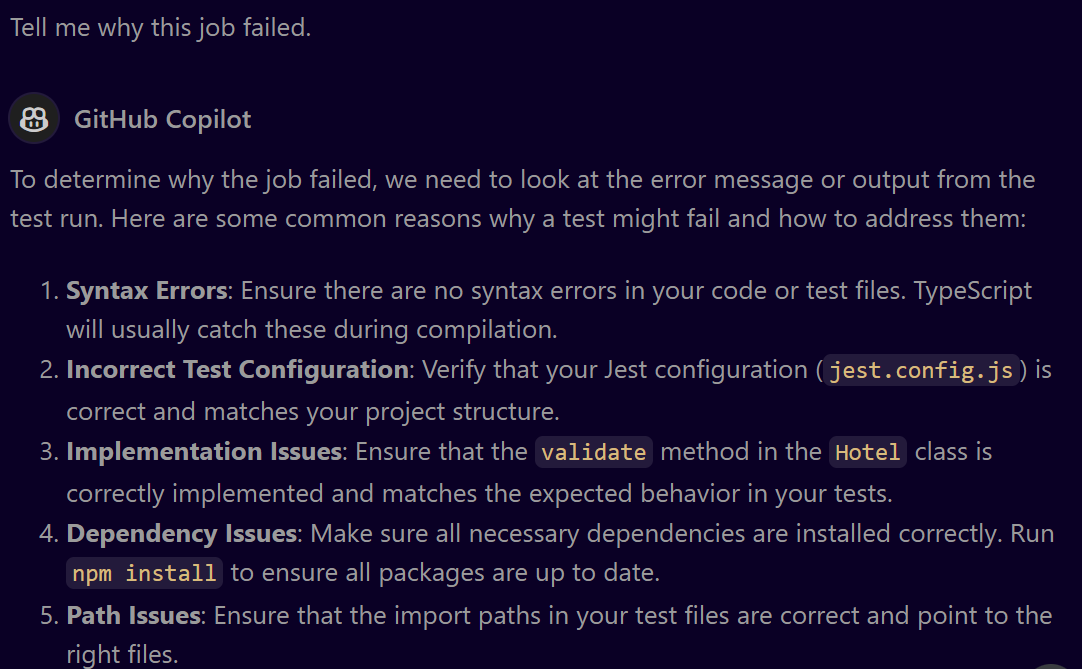 Tell me why this job failed.
GitHub Copilot
To determine why the job failed, we need to look at the error message or output from the
test run. Here are some common reasons why a test might fail and how to address them:
1. Syntax Errors: Ensure there are no syntax errors in your code or test files. TypeScript
will usually catch these during compilation.
2. Incorrect Test Configuration: Verify that your Jest configuration (jest.config.js) is
correct and matches your project structure.
3. Implementation Issues: Ensure that the validate method in the Hotel class is
correctly implemented and matches the expected behavior in your tests.
4. Dependency Issues: Make sure all necessary dependencies are installed correctly. Run
npm install to ensure all packages are up to date.
5. Path Issues: Ensure that the import paths in your test files are correct and point to the
right files.